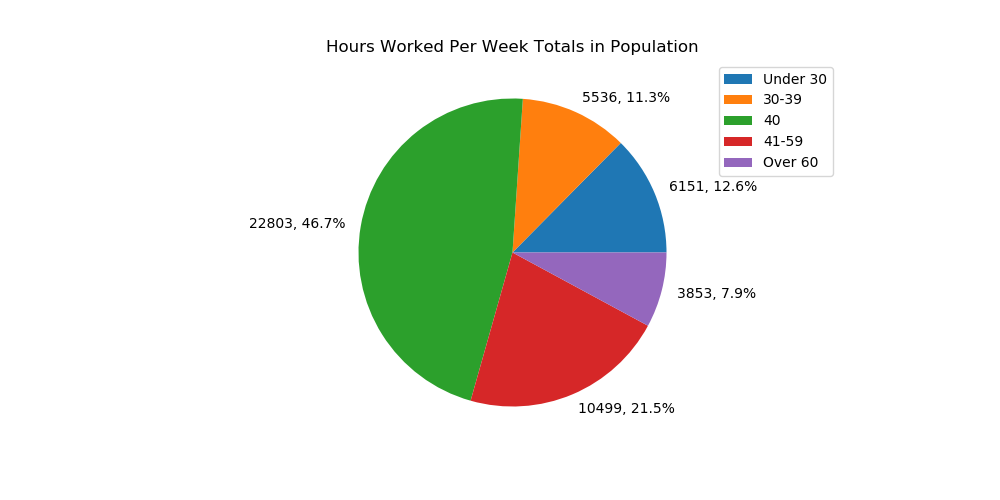 Hours Worked Per Week Totals in Population
Under 30
30-39
40
41-59
Over 60
5536, 11.3%
6151, 12.6%
22803, 46.7%
3853, 7.9%
10499, 21.5%